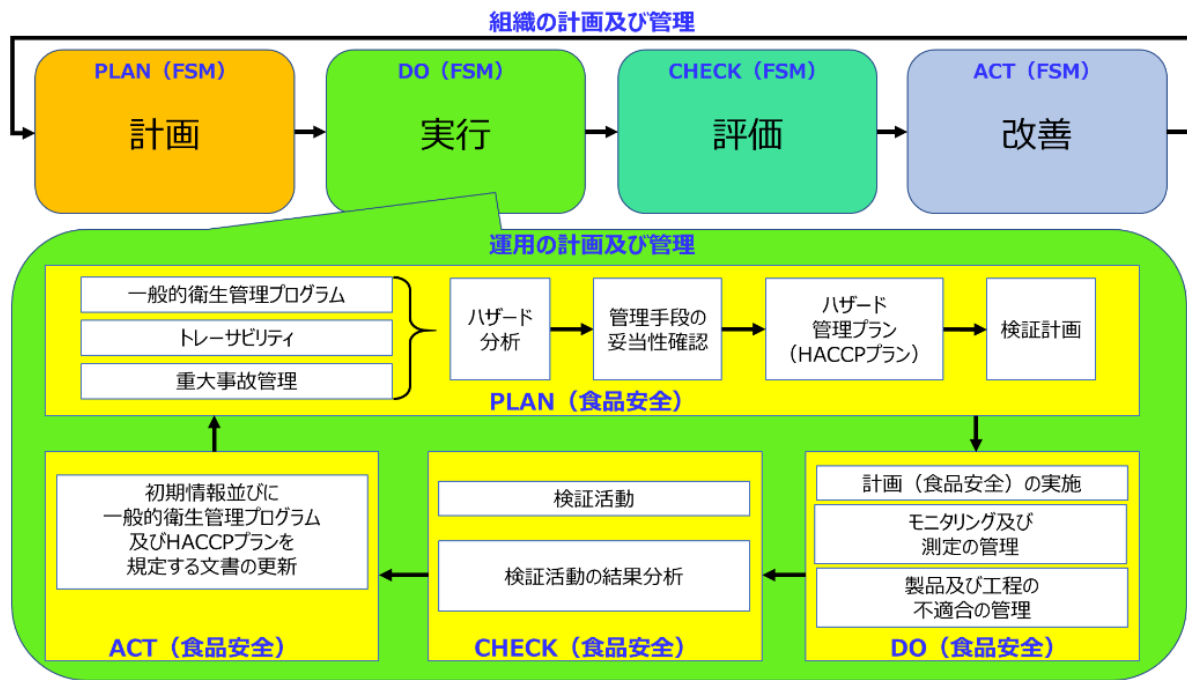 組織の計画及び管理
PLAN（FSM）
計画
DO（FSM）
実行
CHECK（FSM）
評価
ACT（FSM）
改善
運用の計画及び管理
一般的衛生管理プログラム
トレーサビリティ
重大事故管理
ハザード
分析
管理手段の
妥当性確認
ハザード
管理プラン
（HACCPプラン）
検証計画
PLAN（食品安全）
計画（食品安全）の実施
モニタリング及び
測定の管理
製品及び工程の
不適合の管理
DO（食品安全）
検証活動
検証活動の結果分析
CHECK（食品安全）
初期情報並びに
一般的衛生管理プログラム
及びHACCPプランを
規定する文書の更新
ACT（食品安全）